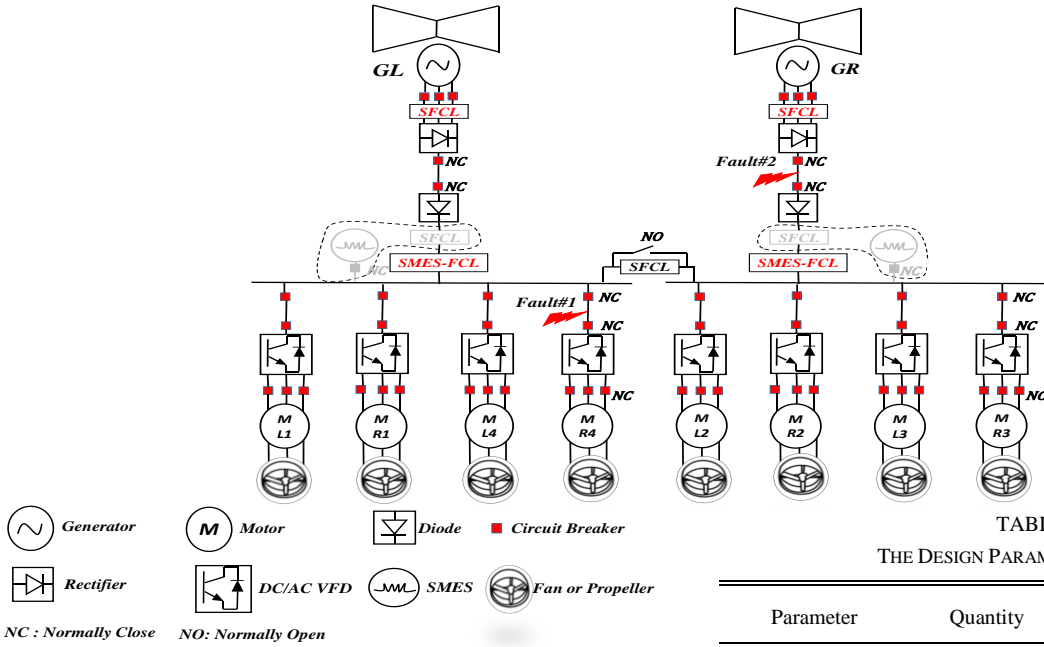 GL
GR
SFCL
SFCL
NC
NC
Fault#2
NC
NC
SFCL
NC
SMES-FCL
NO
SFCL
SFCL
NC
SMES-FCL
Fault#1
NC
NC
NC
NC
NC
NC
M
L1
M
R1
M
L4
M
R4
M
L2
M
R2
M
L3
M
R3
Generator
M
Motor
Diode
Circuit Breaker
Rectifier
DC/AC VFD
SMES
Fan or Propeller
NC : Normally Close
NO: Normally Open
TABL
THE DESIGN PARAM
Parameter Quantity